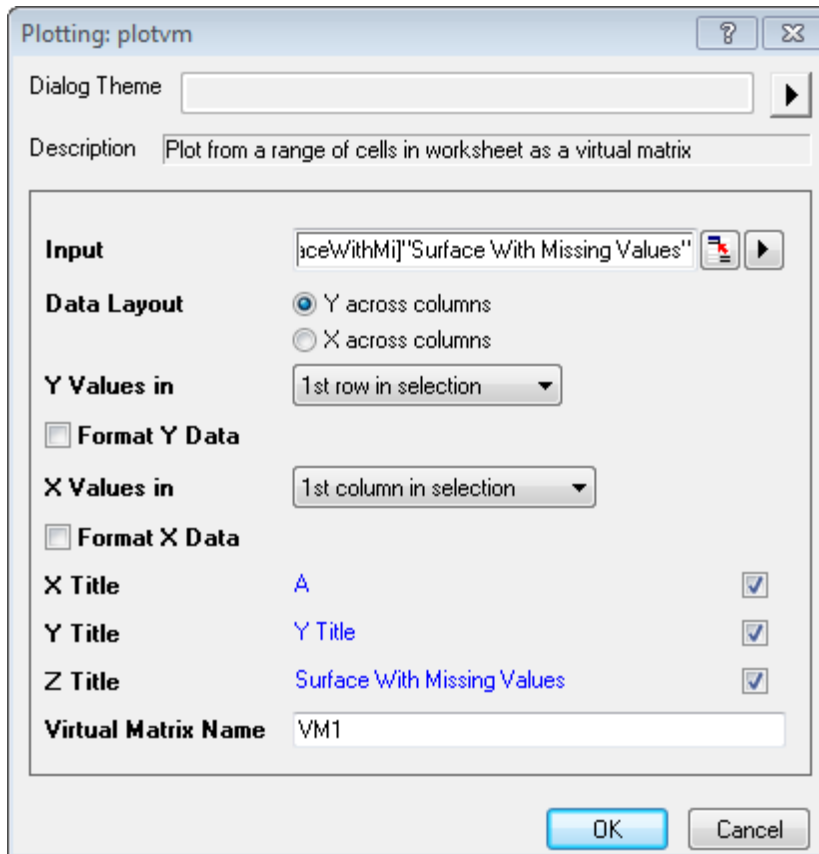 Plotting: plotvm
Dialog Theme
Description Plot from a range of cells in worksheet as a virtual matrix
Input aceWithMi]"Surface With Missing Values"
Data Layout Y across columns
X across columns
Y Values in 1st row in selection
Format Y Data
X Values in 1st column in selection
Format X Data
X Title A
Y Title Y Title
Z Title Surface With Missing Values
Virtual Matrix Name VM1
OK Cancel